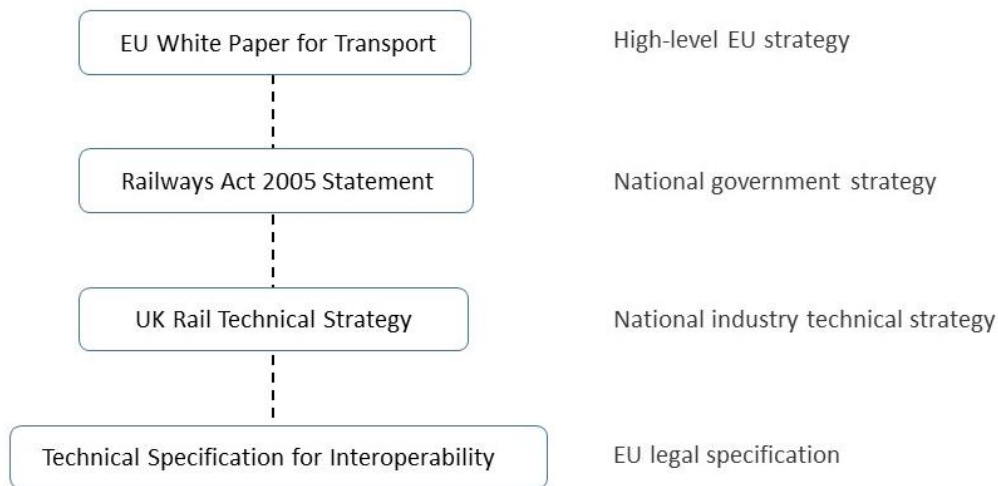 EU White Paper for Transport
High-level EU strategy
Railways Act 2005 Statement
National government strategy
UK Rail Technical Strategy
National industry technical strategy
Technical Specification for Interoperability
EU legal specification